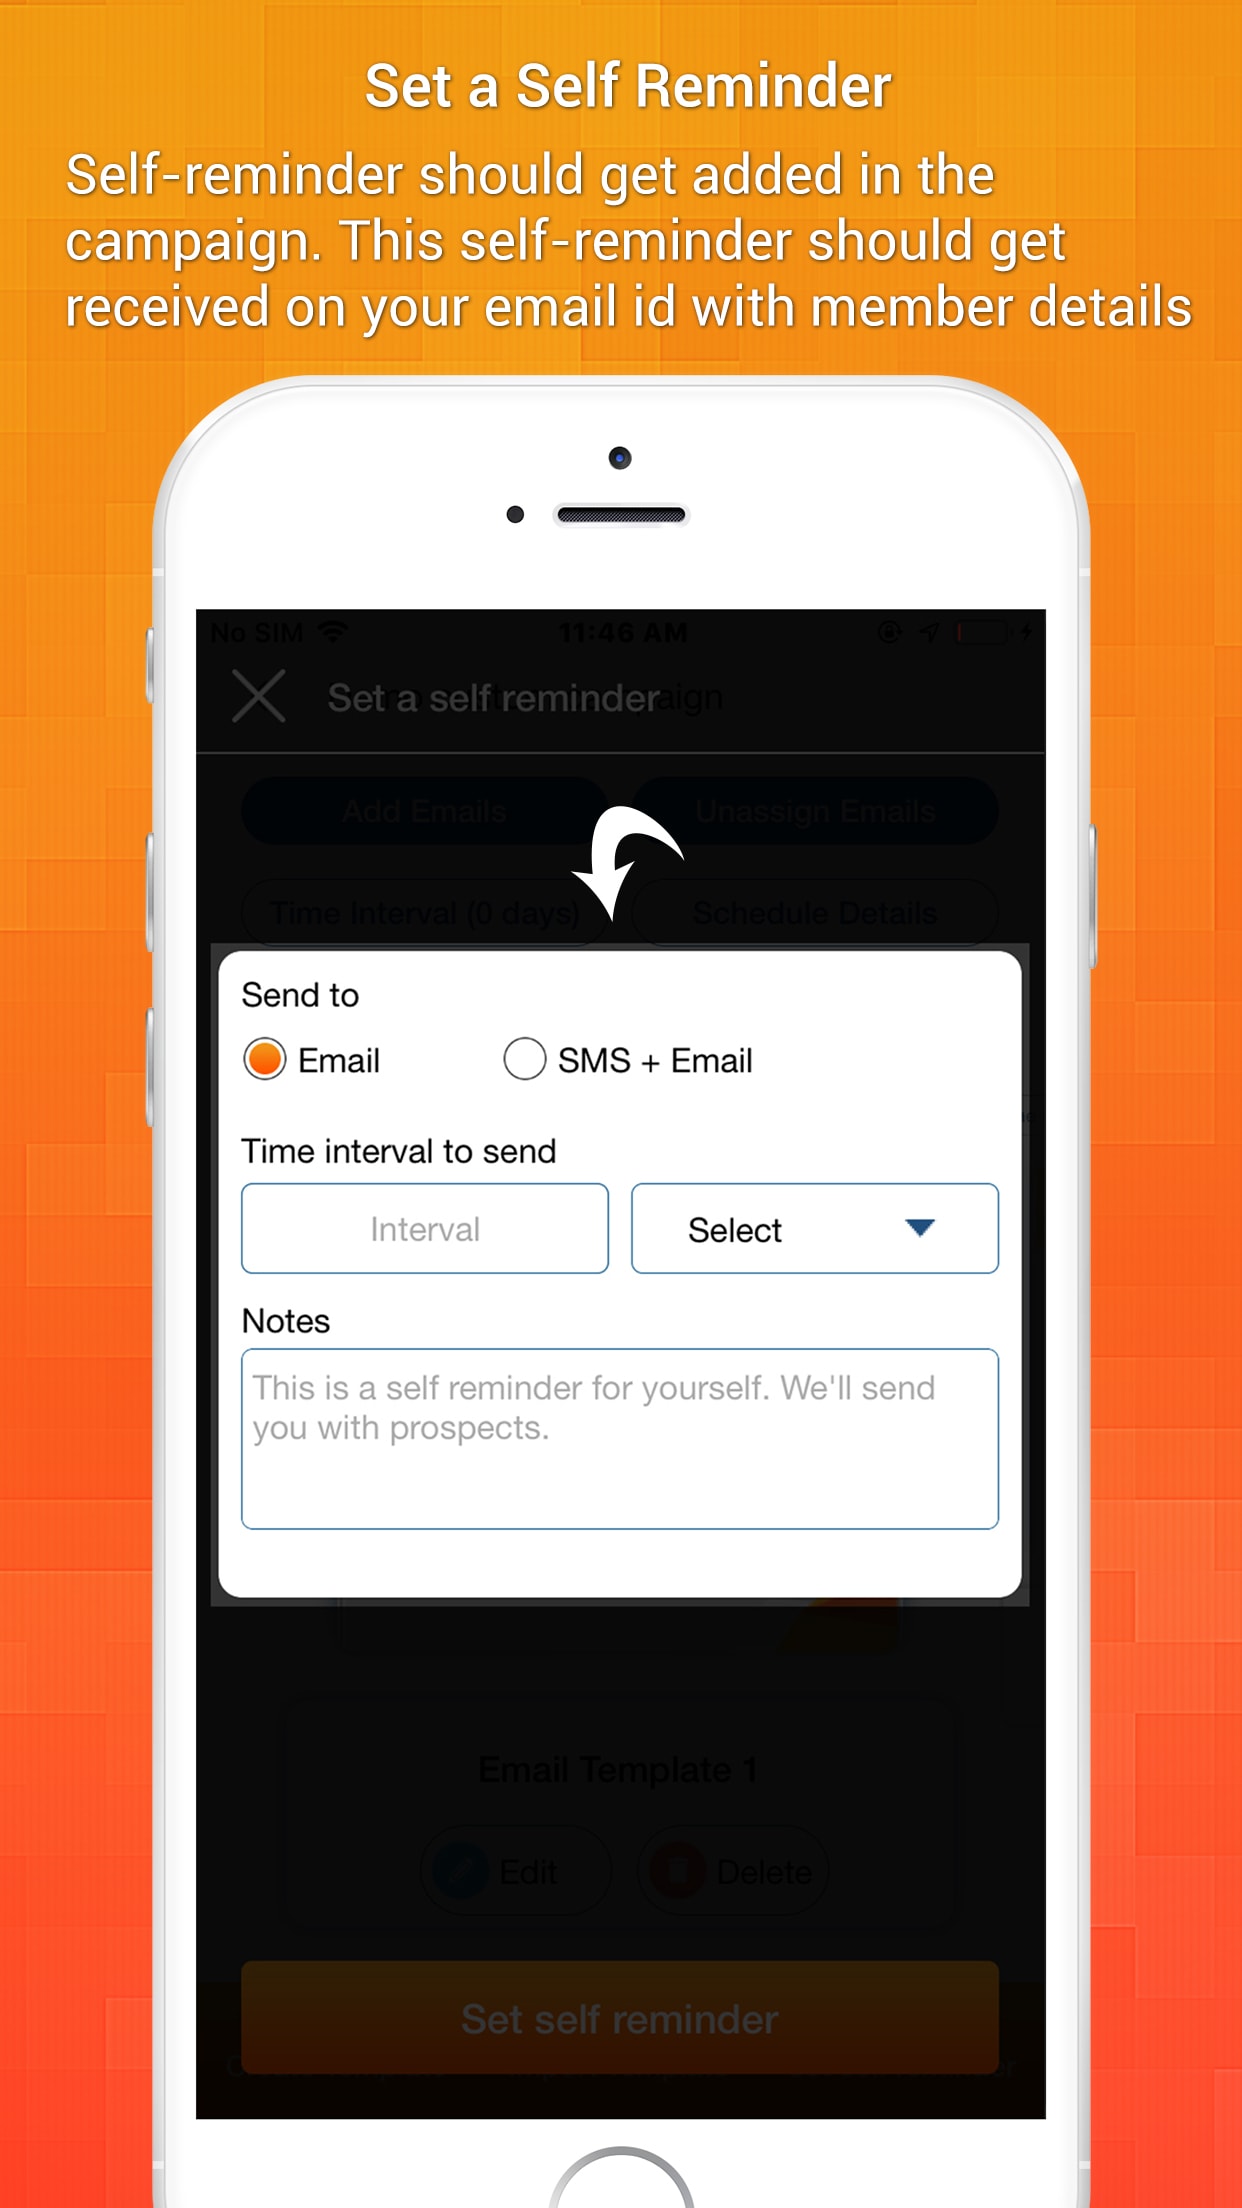 Set a Self Reminder
Self-reminder should get added in the
campaign. This self-reminder should get
received on your email id with member details
No SIM 11:46 AM
Set a self reminder
Add Emails Unassign Emails
Time Interval (0 days) Schedule Details
Send to
Email SMS + Email
Time interval to send
Interval Select
Notes
This is a self reminder for yourself. We'll send
you with prospects.
Email Template 1
Edit Delete
Set self reminder